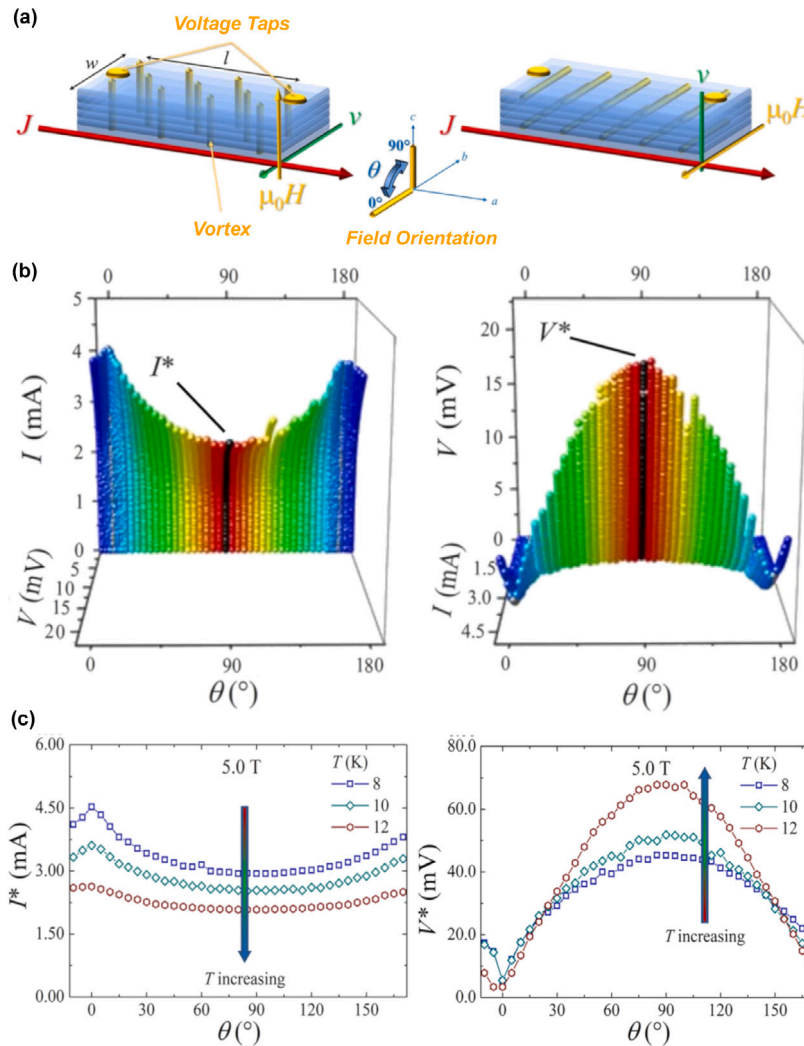 (a)
Voltage Taps
w
l
J
v
μ₀H
Vortex
c
90°
θ
0°
b
a
Field Orientation
J
v
μ₀H
(b)
0 90 180
5
4
3
2
1
0
I (mA)
I*
5
10
15
20
V (mV)
0 90 180
θ (°)
0 90 180
20
15
10
5
0
V (mV)
V*
1.5
3.0
4.5
I (mA)
0 90 180
θ (°)
(c)
6.00
4.50
3.00
1.50
0.00
I* (mA)
5.0 T
T (K)
8
10
12
T increasing
0 30 60 90 120 150
θ (°)
80.0
60.0
40.0
20.0
0.0
V* (mV)
5.0 T
T (K)
8
10
12
T increasing
0 30 60 90 120 150
θ (°)